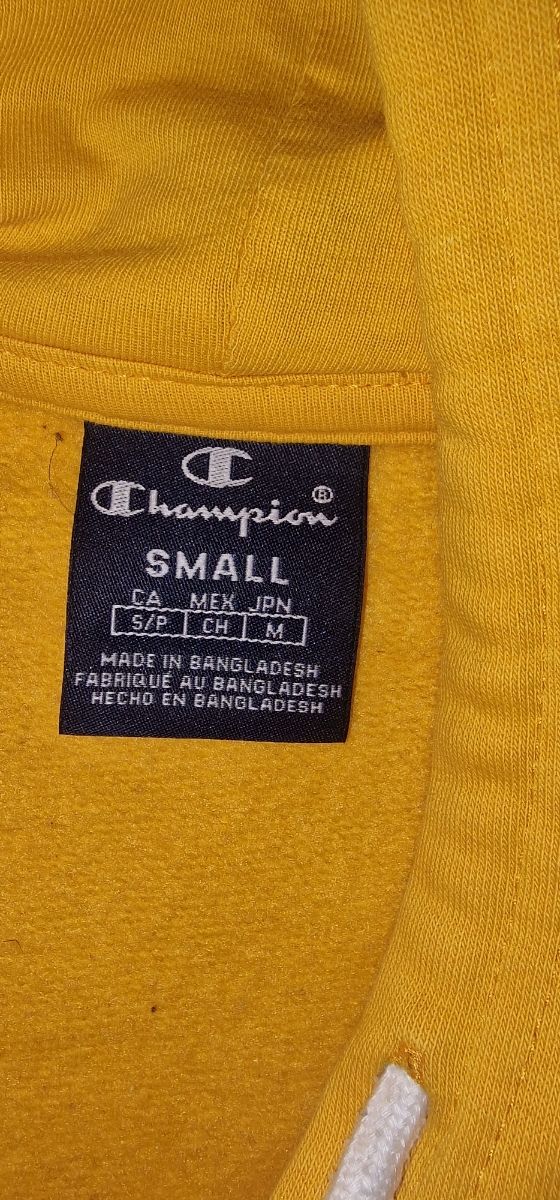 Champion®
SMALL
CA MEX JPN
S/P CH M
MADE IN BANGLADESH
FABRIQUÉ AU BANGLADESH
HECHO EN BANGLADESH